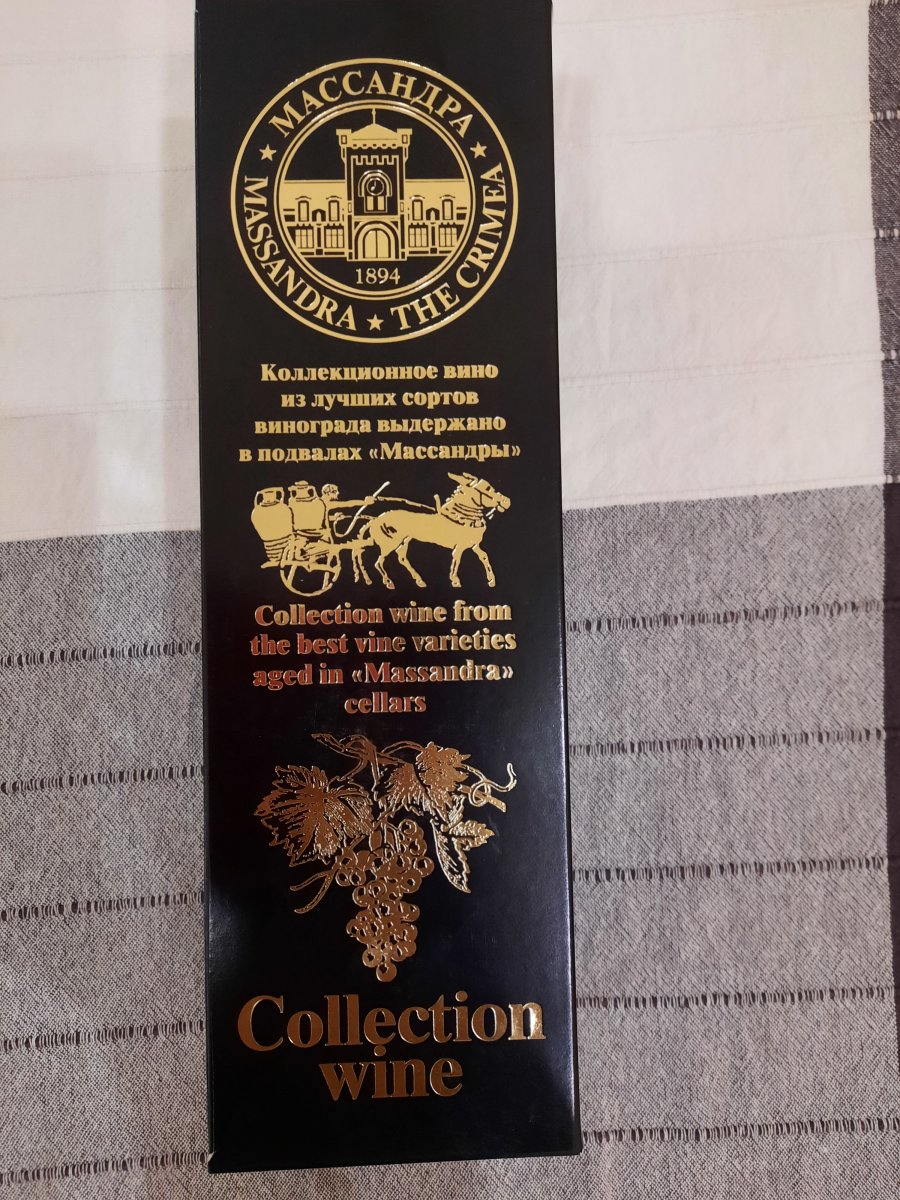 МАССАНДРА
MASSANDRA ★ THE CRIMEA
1894
Коллекционное вино
из лучших сортов
винограда выдержано
в подвалах «Массандры»
Collection wine from
the best vine varieties
aged in «Massandra»
cellars
Collection
wine